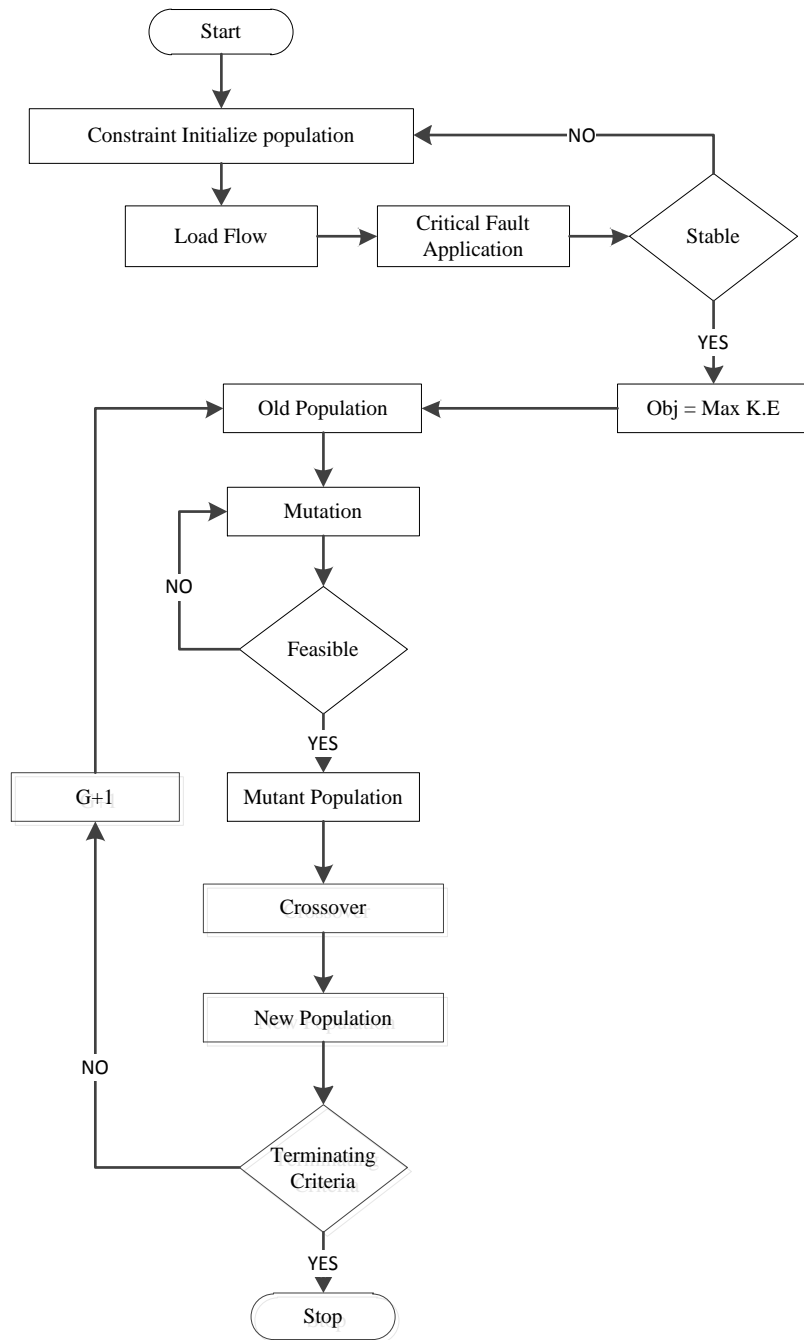 Start
Constraint Initialize population
NO
Load Flow
Critical Fault
Application
Stable
YES
Old Population
Obj = Max K.E
Mutation
NO
Feasible
YES
G+1
Mutant Population
Crossover
New Population
NO
Terminating
Criteria
YES
Stop